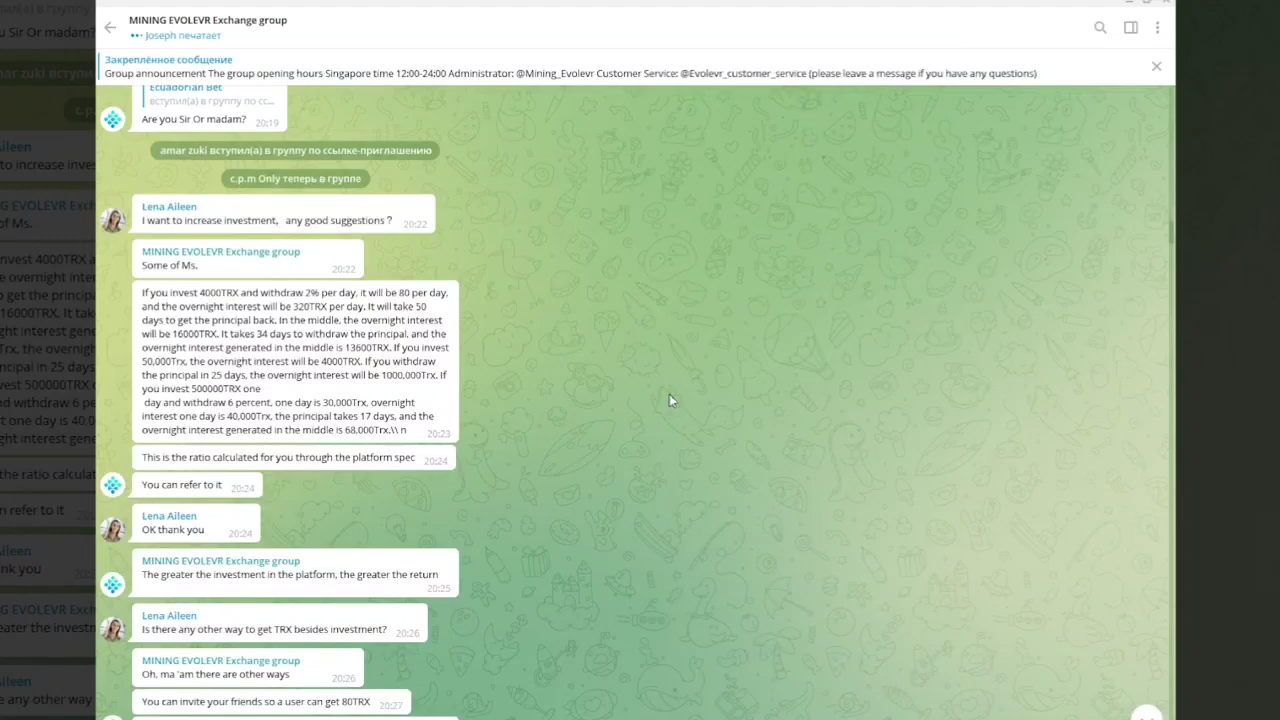 MINING EVOLEVR Exchange group
Joseph печатает
Закреплённое сообщение
Group announcement The group opening hours Singapore time 12:00-24:00 Administrator: @Mining_Evolevr Customer Service: @Evolevr_customer_service (please leave a message if you have any questions)
Ecuadorian Bet
вступил(а) в группу по сс...
Are you Sir Or madam? 20:19
amar zuki вступил(а) в группу по ссылке-приглашению
c.p.m Only теперь в группе
Lena Aileen
I want to increase investment, any good suggestions ? 20:22
MINING EVOLEVR Exchange group
Some of Ms. 20:22
If you invest 4000TRX and withdraw 2% per day, it will be 80 per day,
and the overnight interest will be 320TRX per day, It will take 50
days to get the principal back. In the middle, the overnight interest
will be 16000TRX. It takes 34 days to withdraw the principal, and the
overnight interest generated in the middle is 13600TRX. If you invest
50,000Trx, the overnight interest will be 4000TRX. If you withdraw
the principal in 25 days, the overnight interest will be 1000,000Trx. If
you invest 500000TRX one
day and withdraw 6 percent, one day is 30,000Trx, overnight
interest one day is 40,000Trx, the principal takes 17 days, and the
overnight interest generated in the middle is 68,000Trx.\\ n 20:23
This is the ratio calculated for you through the platform spec 20:24
You can refer to it 20:24
Lena Aileen
OK thank you 20:24
MINING EVOLEVR Exchange group
The greater the investment in the platform, the greater the return
20:25
Lena Aileen
Is there any other way to get TRX besides investment? 20:26
MINING EVOLEVR Exchange group
Oh, ma 'am there are other ways 20:26
You can invite your friends so a user can get 80TRX 20:27